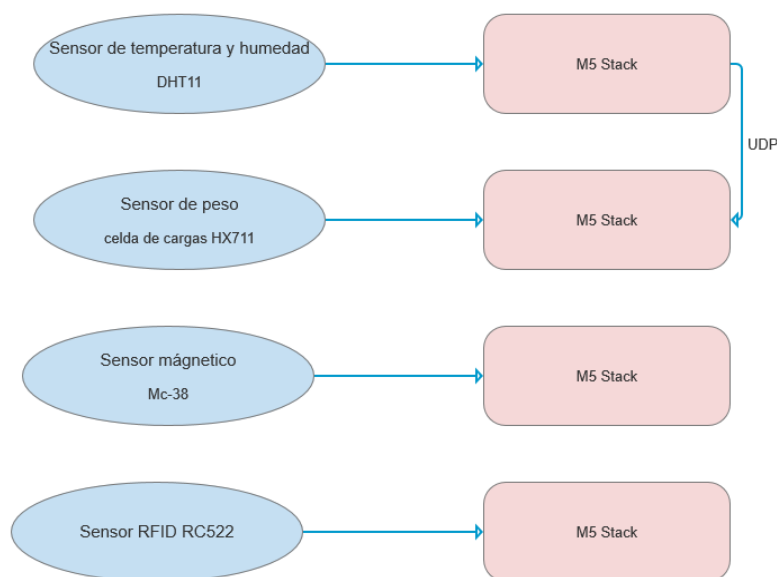 Sensor de temperatura y humedad
DHT11
M5 Stack
UDP
Sensor de peso
celda de cargas HX711
M5 Stack
Sensor mágnetico
Mc-38
M5 Stack
Sensor RFID RC522
M5 Stack